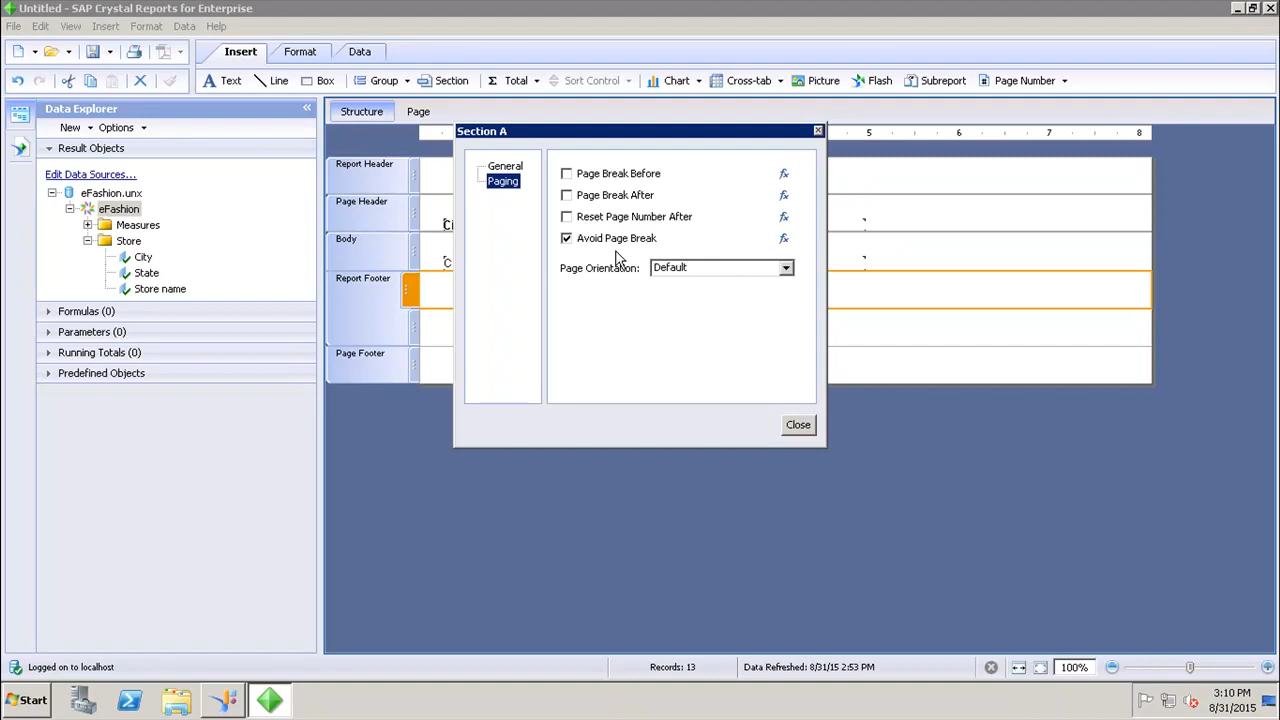 Untitled - SAP Crystal Reports for Enterprise
File Edit View Insert Format Data Help
Insert Format Data
Text Line Box Group Section Σ Total Sort Control Chart Cross-tab Picture Flash Subreport Page Number
Data Explorer
New Options
Result Objects
Edit Data Sources...
eFashion.unx
eFashion
Measures
Store
City
State
Store name
Formulas (0)
Parameters (0)
Running Totals (0)
Predefined Objects
Structure Page
5 6 7 8
Report Header
Page Header
Ci
Body
C
Report Footer
Page Footer
Section A
General
Paging
Page Break Before
Page Break After
Reset Page Number After
Avoid Page Break
Page Orientation: Default
Close
Logged on to localhost
Records: 13
Data Refreshed: 8/31/15 2:53 PM
100%
Start
3:10 PM
8/31/2015